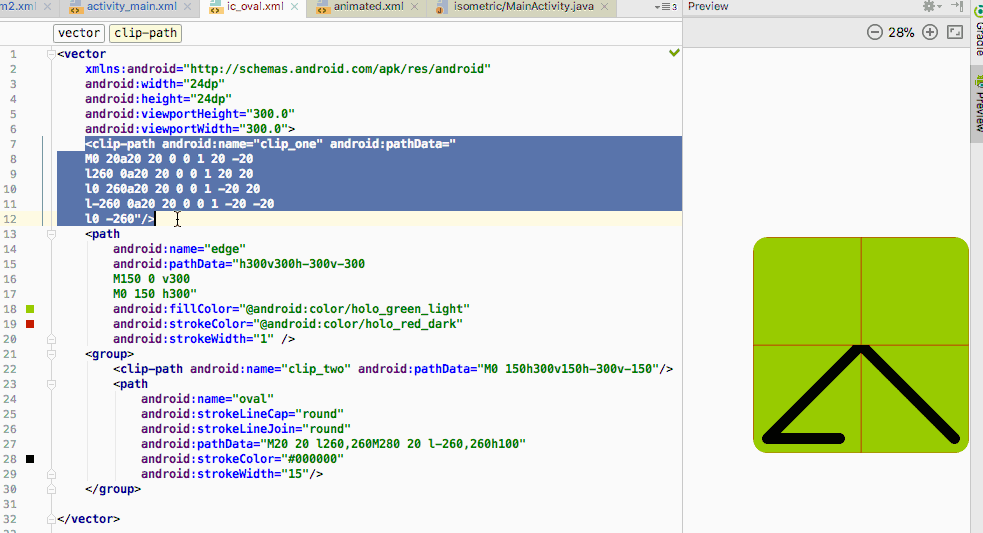 m2.xml activity_main.xml ic_oval.xml animated.xml isometric/MainActivity.java 3 Preview
vector clip-path 28%
Gradle
Preview
1 <vector
2 xmlns:android="http://schemas.android.com/apk/res/android"
3 android:width="24dp"
4 android:height="24dp"
5 android:viewportHeight="300.0"
6 android:viewportWidth="300.0">
7 <clip-path android:name="clip_one" android:pathData="
8 M0 20a20 20 0 0 1 20 -20
9 l260 0a20 20 0 0 1 20 20
10 l0 260a20 20 0 0 1 -20 20
11 l-260 0a20 20 0 0 1 -20 -20
12 l0 -260"/>
13 <path
14 android:name="edge"
15 android:pathData="h300v300h-300v-300
16 M150 0 v300
17 M0 150 h300"
18 android:fillColor="@android:color/holo_green_light"
19 android:strokeColor="@android:color/holo_red_dark"
20 android:strokeWidth="1" />
21 <group>
22 <clip-path android:name="clip_two" android:pathData="M0 150h300v150h-300v-150"/>
23 <path
24 android:name="oval"
25 android:strokeLineCap="round"
26 android:strokeLineJoin="round"
27 android:pathData="M20 20 l260,260M280 20 l-260,260h100"
28 android:strokeColor="#000000"
29 android:strokeWidth="15"/>
30 </group>
31
32 </vector>